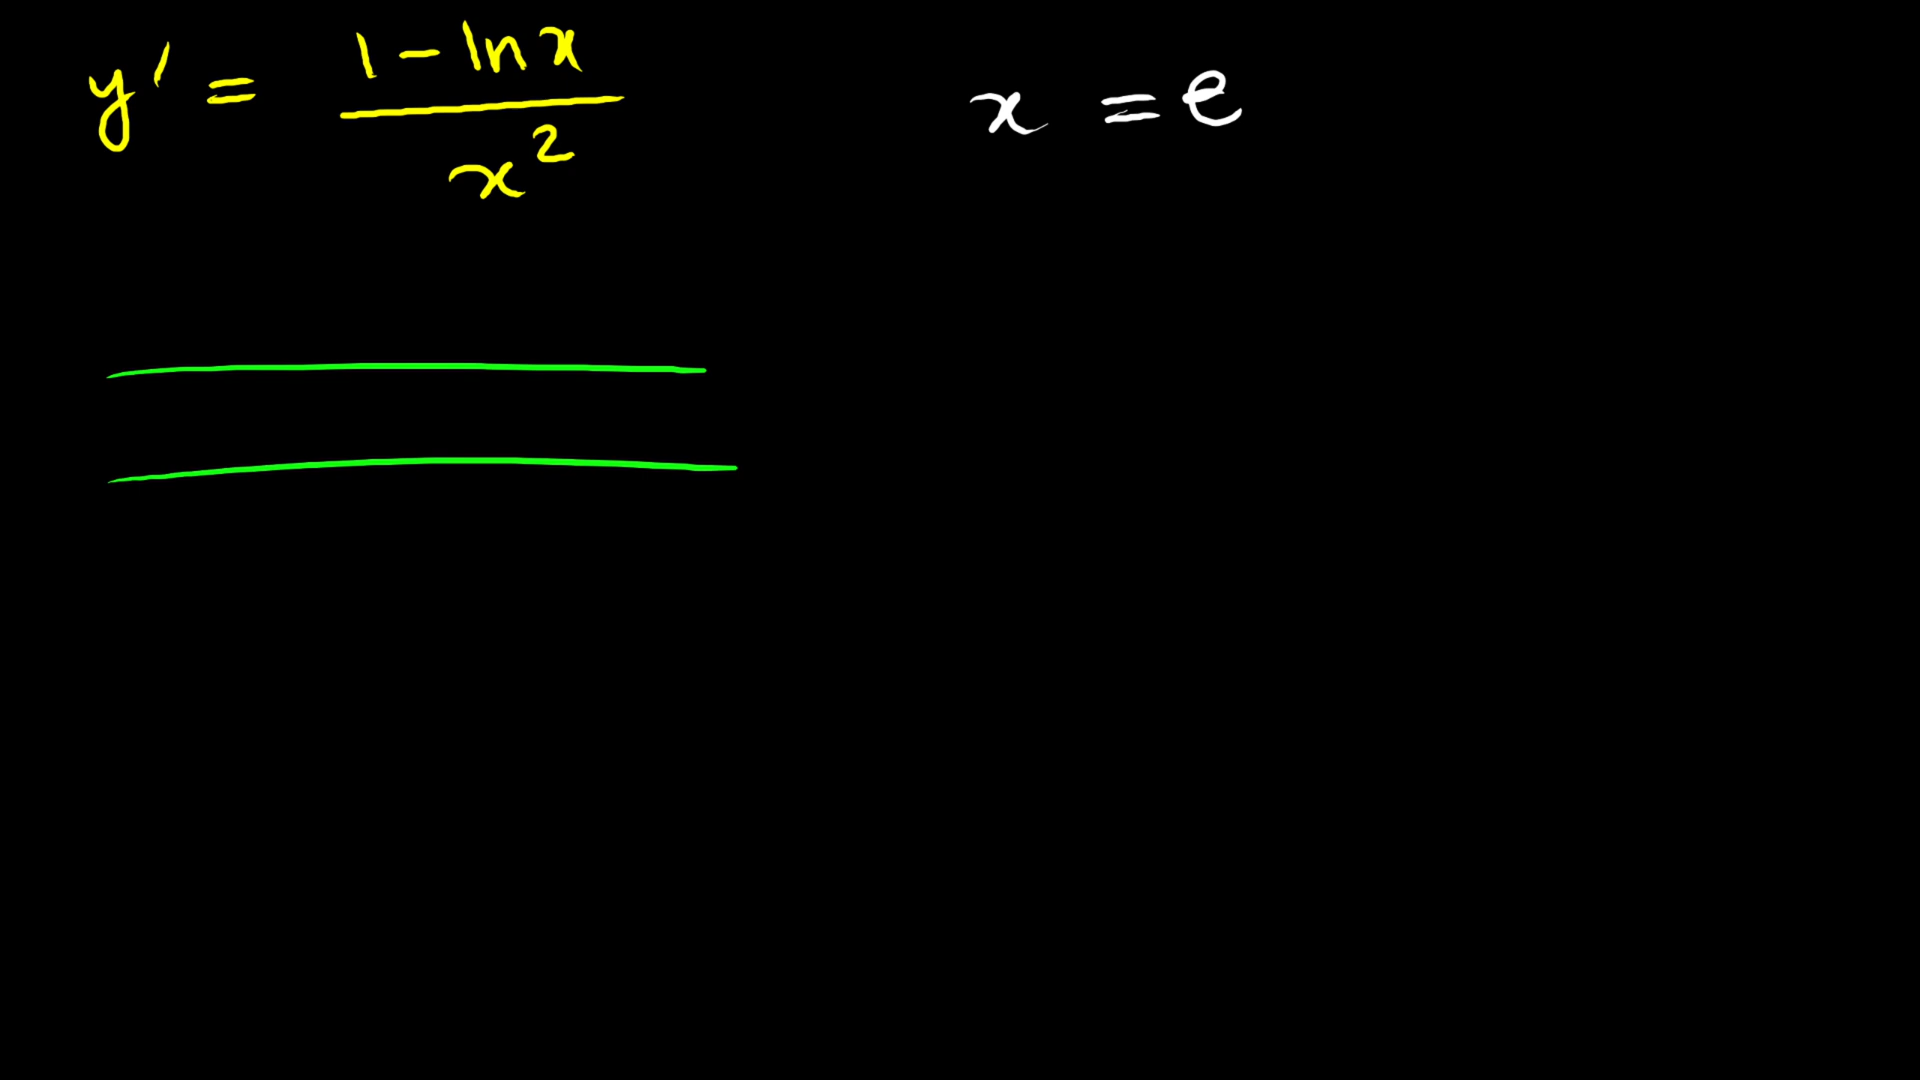 y' = (1 - ln x) / x²
x = e